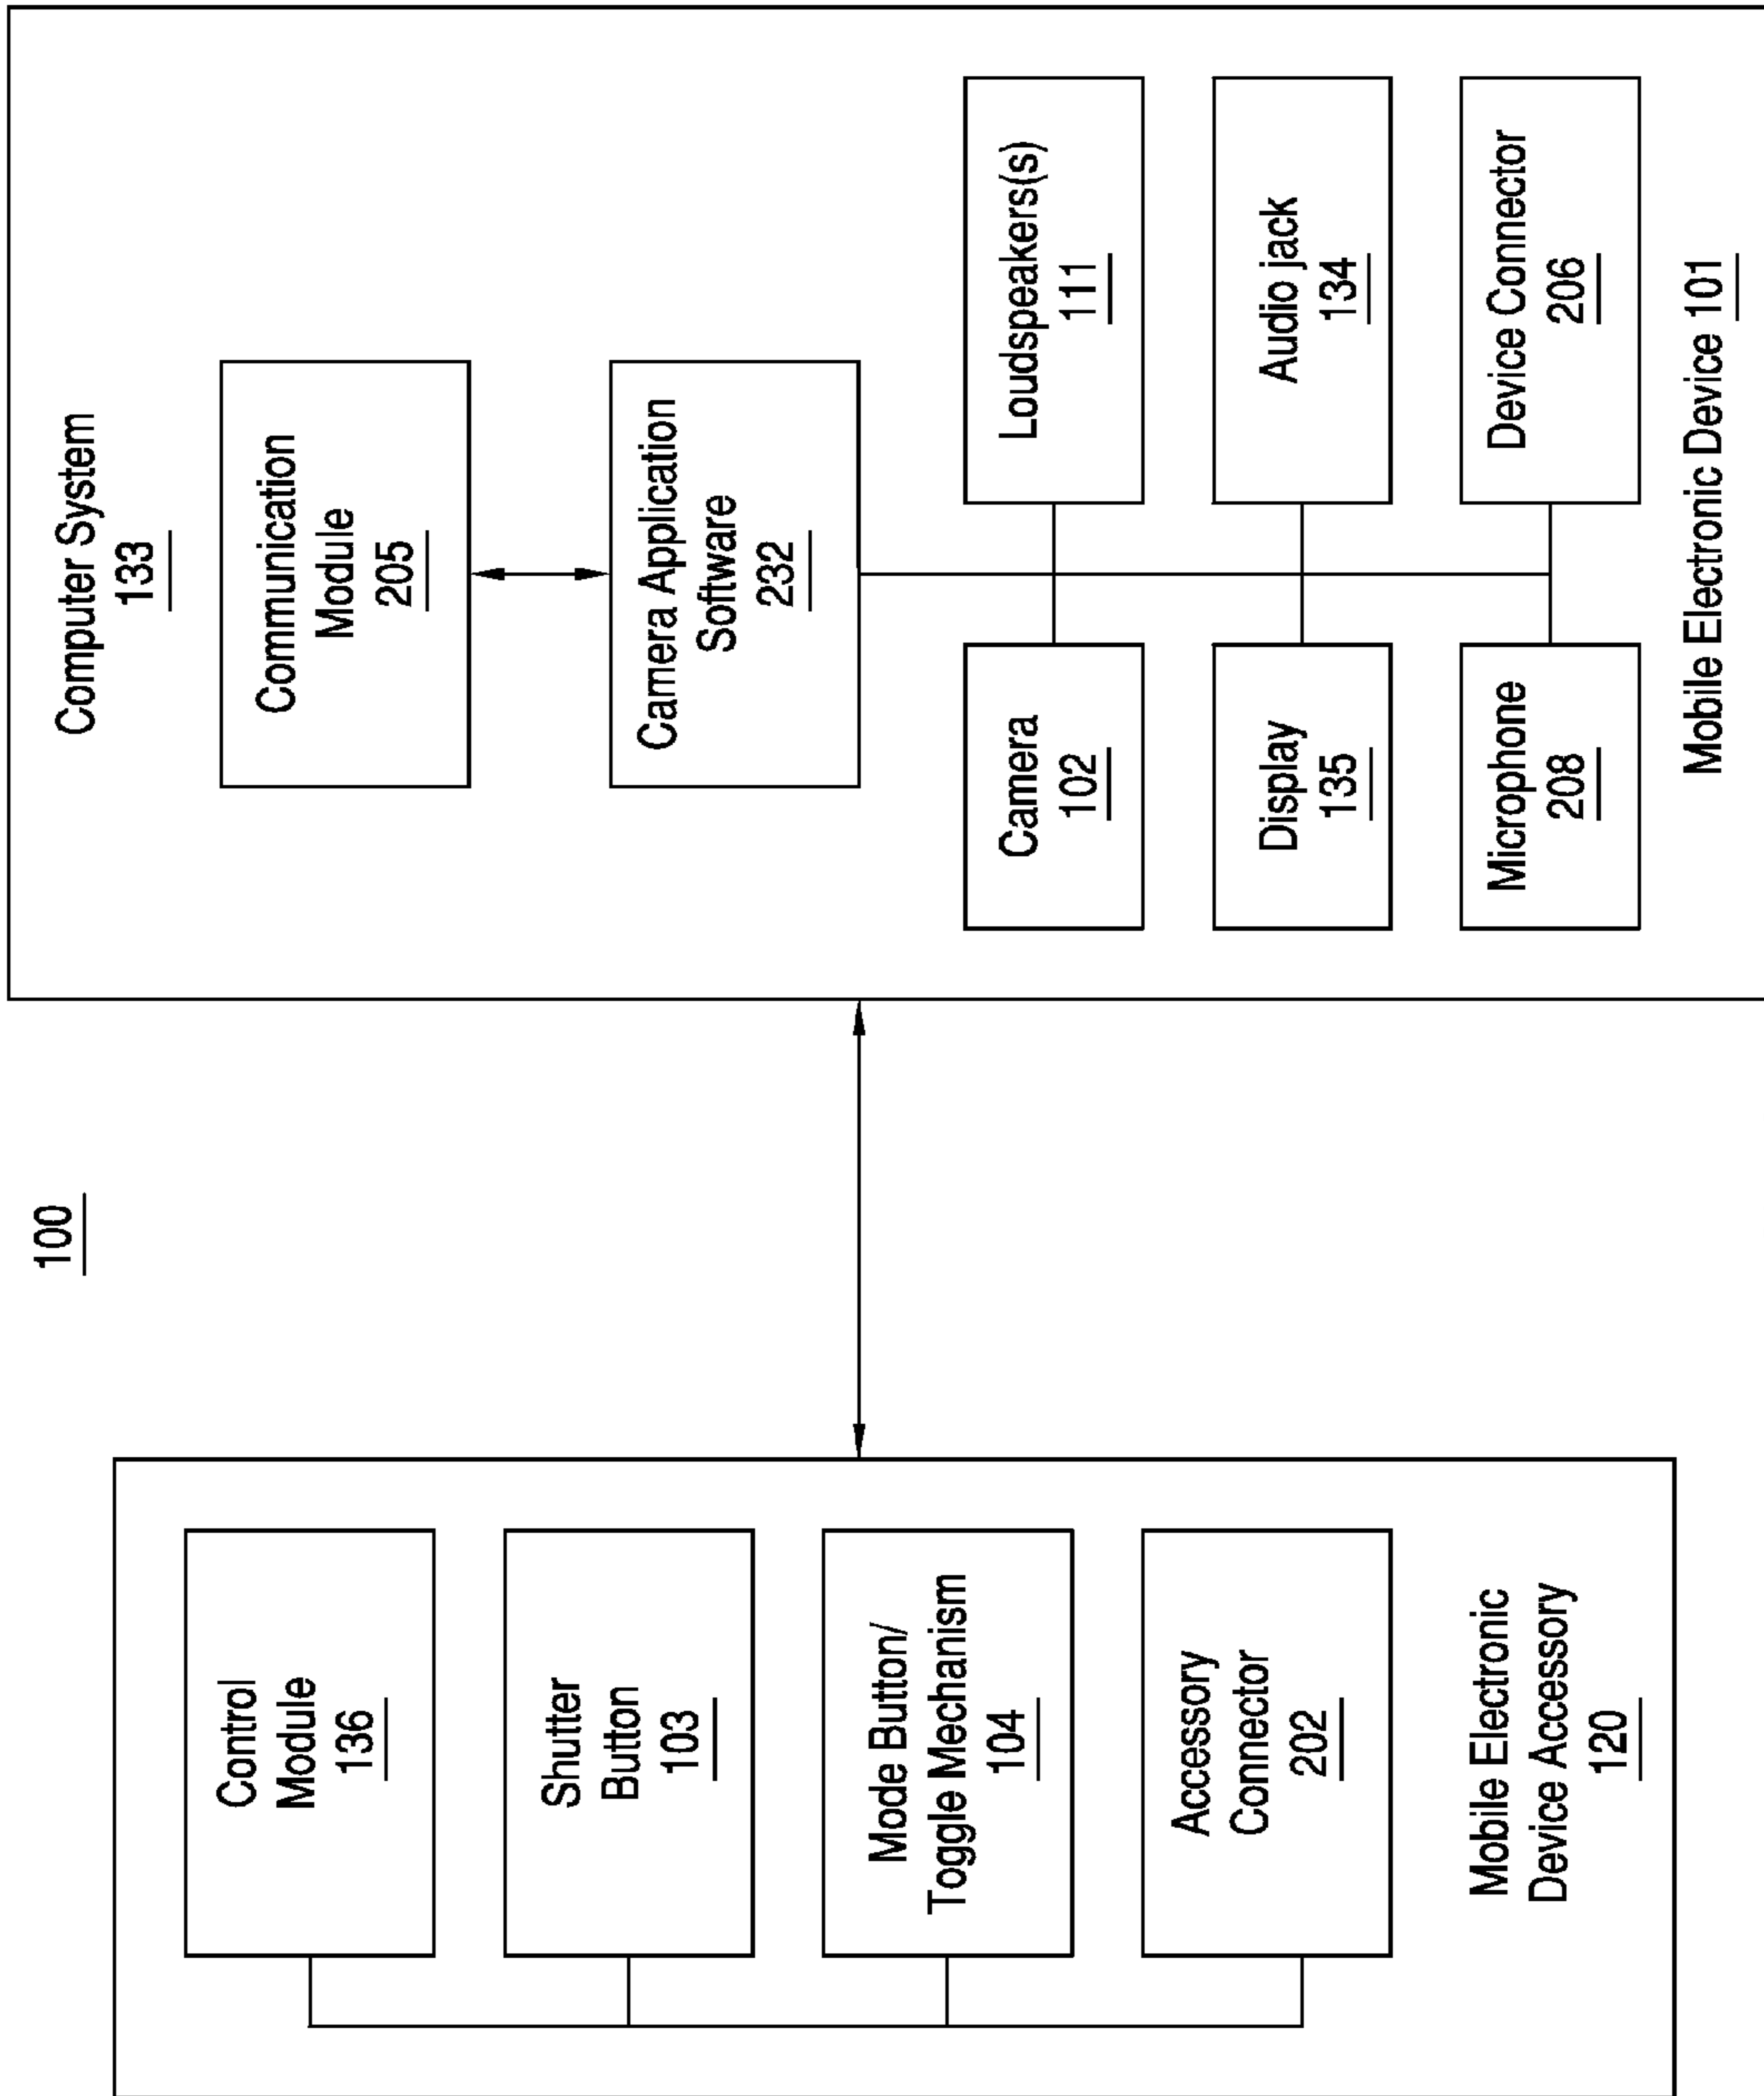 100
Control
Module
136
Shutter
Button
103
Mode Button/
Toggle Mechanism
104
Accessory
Connector
202
Mobile Electronic
Device Accessory
120
Computer System
133
Communication
Module
205
Camera Application
Software
232
Camera
102
Loudspeakers(s)
111
Display
135
Audio jack
134
Microphone
208
Device Connector
206
Mobile Electronic Device 101